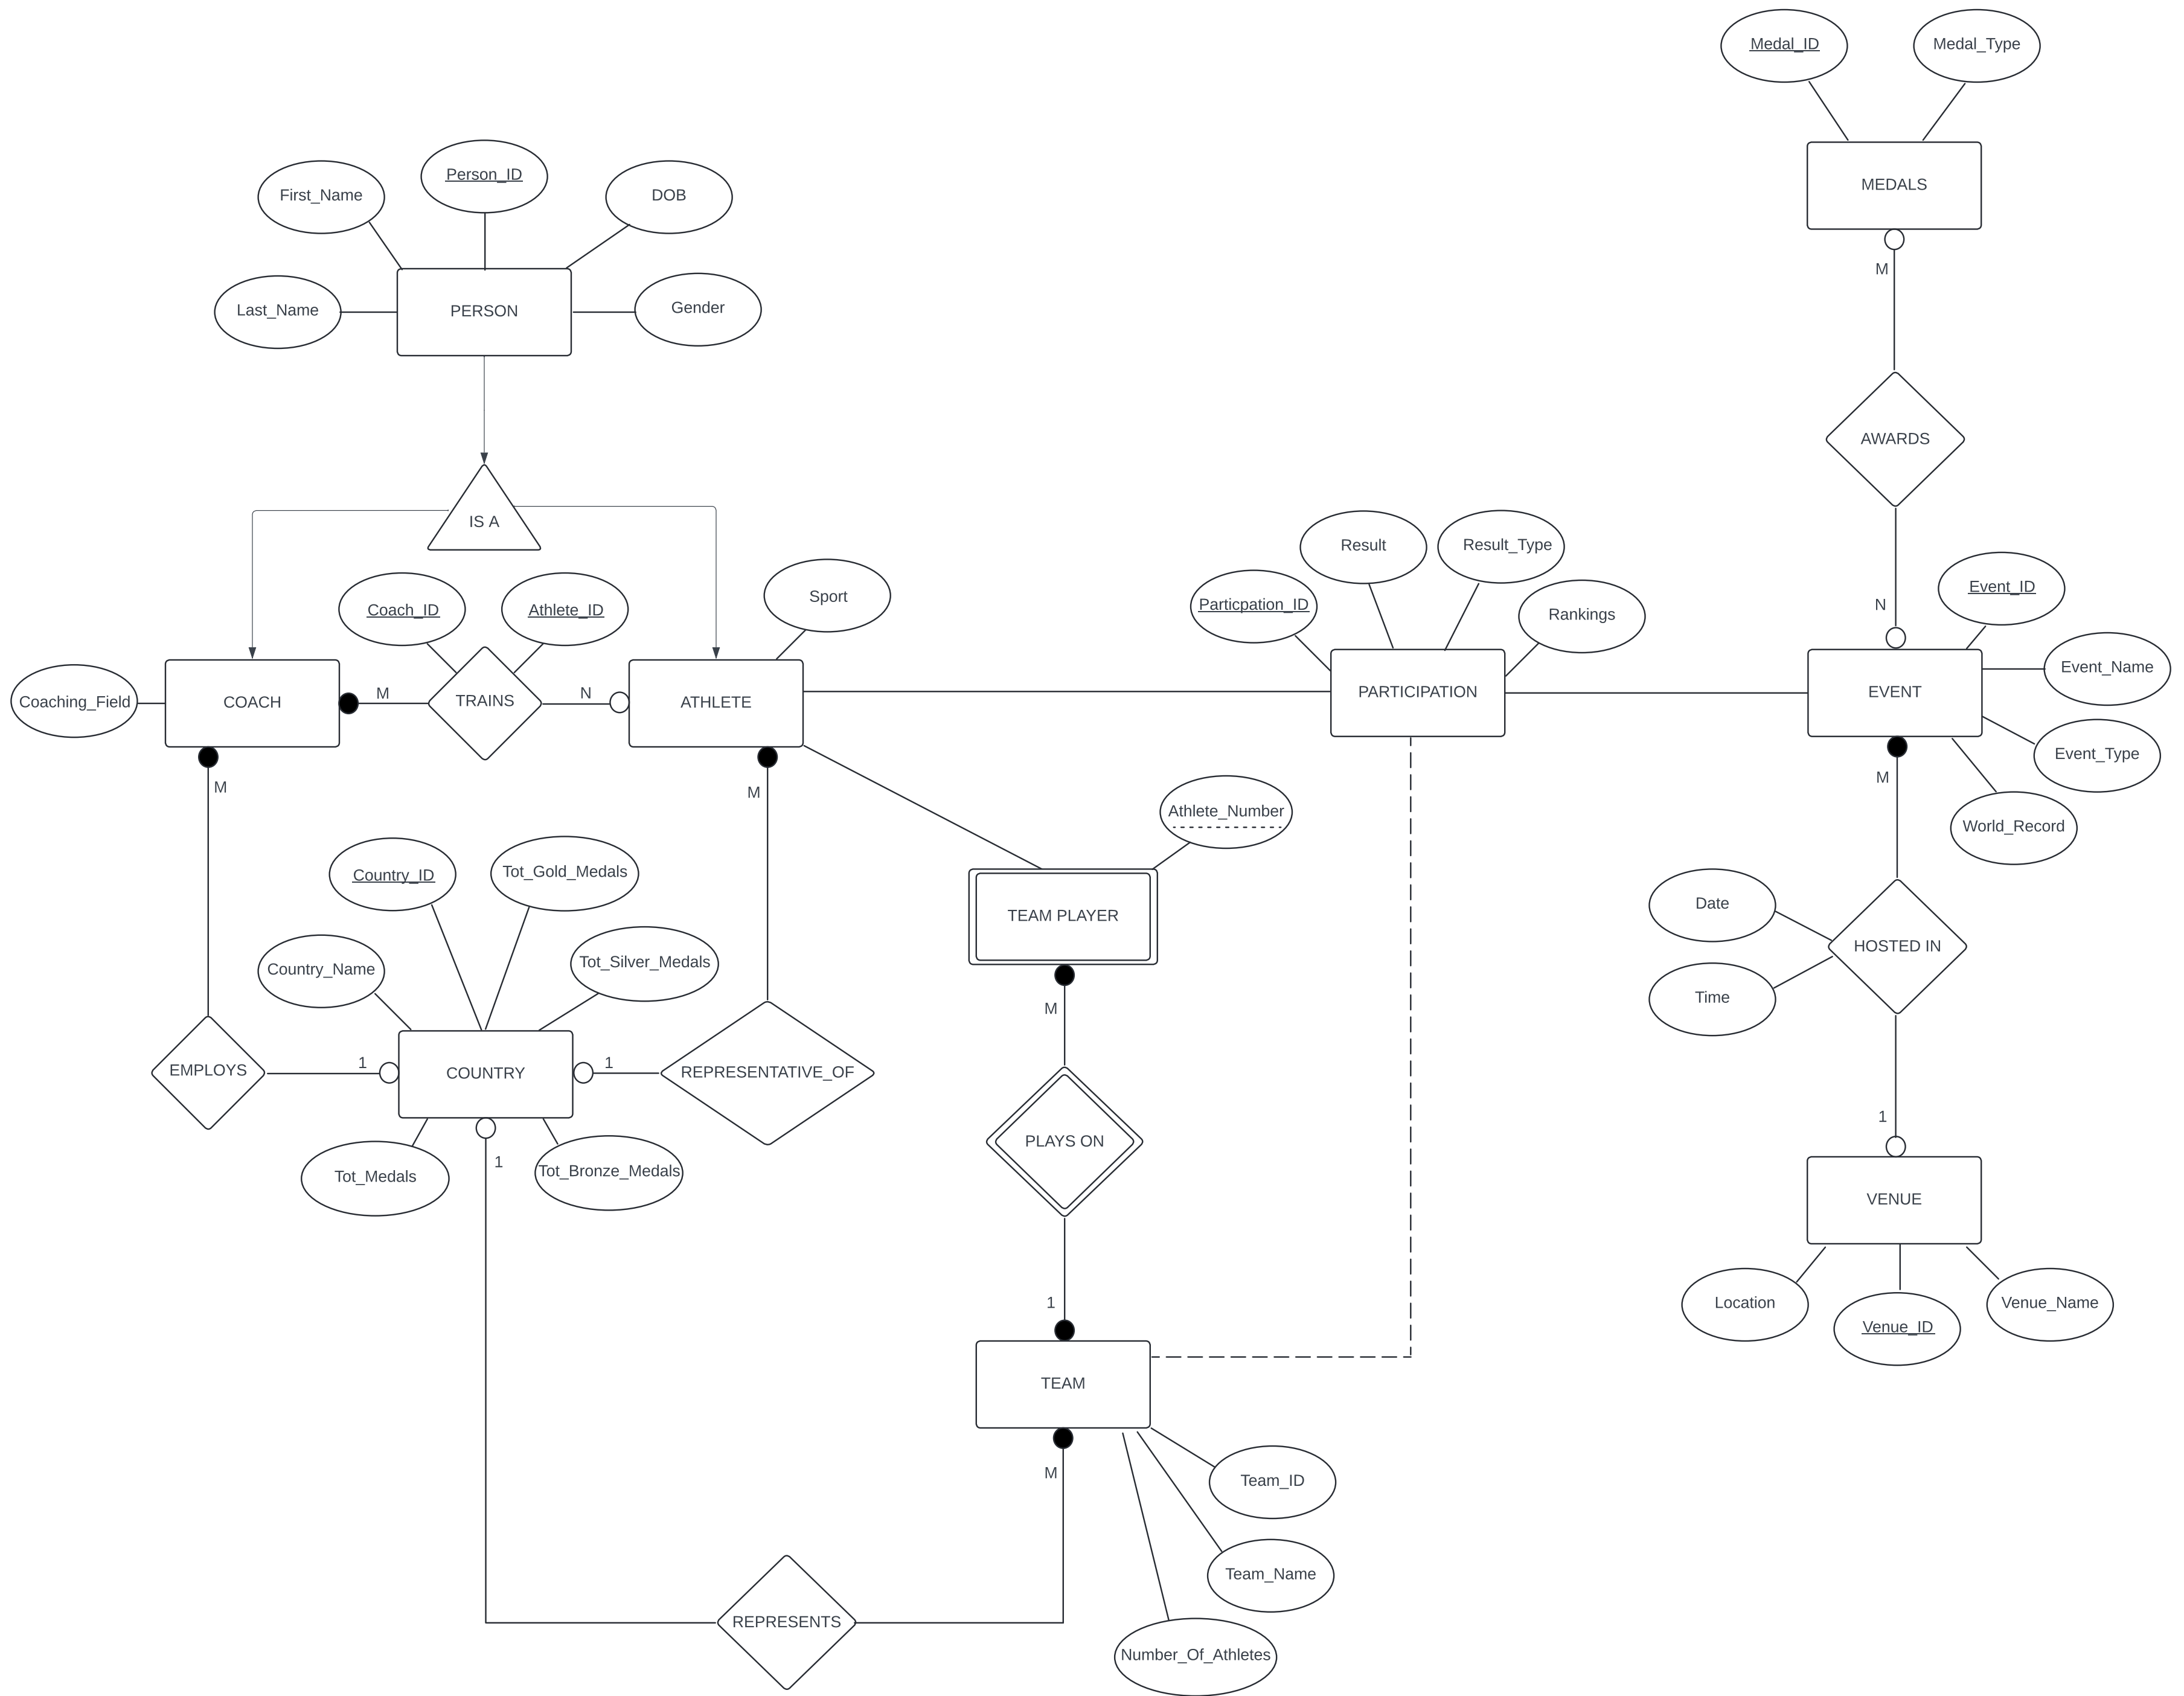 Medal_ID
Medal_Type
MEDALS
Person_ID
First_Name
DOB
Last_Name
PERSON
Gender
M
AWARDS
IS A
Result
Result_Type
Particpation_ID
Rankings
N
Event_ID
Coach_ID
Athlete_ID
Sport
Coaching_Field
COACH
M
TRAINS
N
ATHLETE
PARTICIPATION
EVENT
Event_Name
Event_Type
M
M
M
Athlete_Number
World_Record
Country_ID
Tot_Gold_Medals
Date
TEAM PLAYER
HOSTED IN
Country_Name
Tot_Silver_Medals
Time
M
EMPLOYS
1
COUNTRY
1
REPRESENTATIVE_OF
1
PLAYS ON
Tot_Medals
1
Tot_Bronze_Medals
VENUE
1
Location
Venue_ID
Venue_Name
TEAM
M
Team_ID
Team_Name
REPRESENTS
Number_Of_Athletes